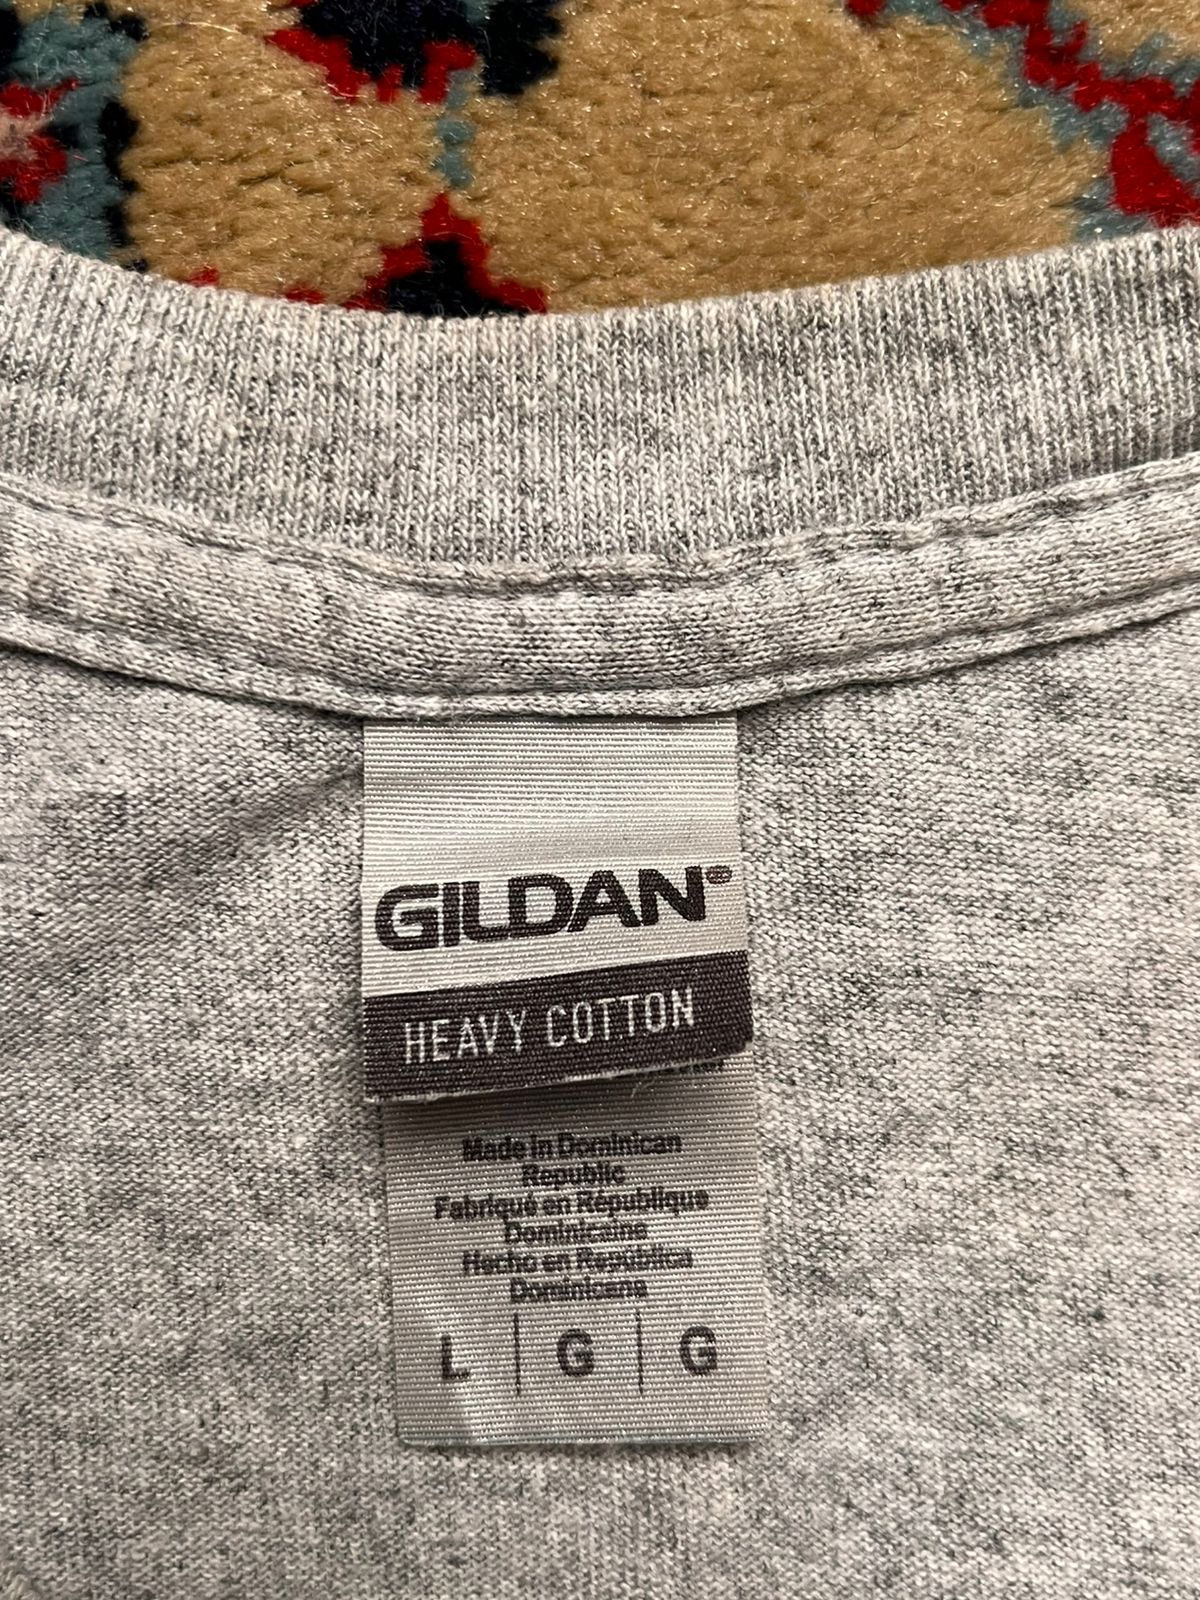 GILDAN®
HEAVY COTTON
Made in Dominican
Republic
Fabriqué en République
Dominicaine
Hecho en República
Dominicana
L | G | G